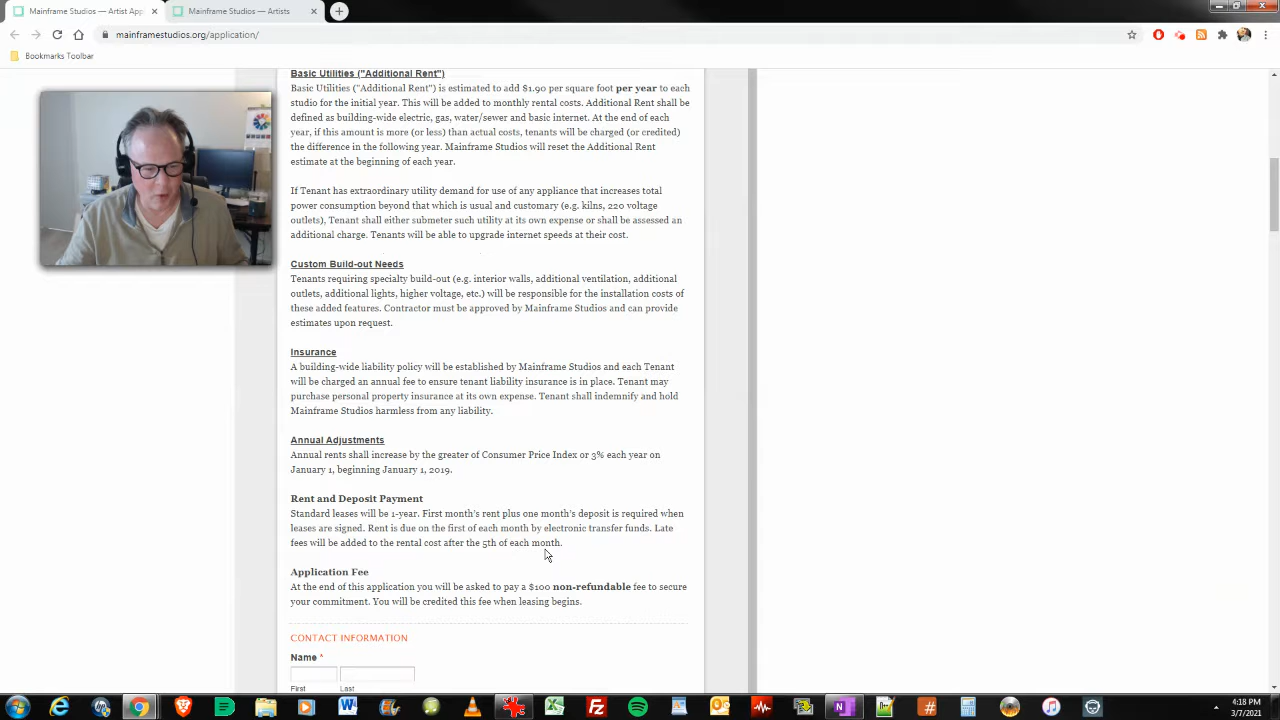 Mainframe Studios — Artist App
Mainframe Studios — Artists
mainframestudios.org/application/
Bookmarks Toolbar
Basic Utilities ("Additional Rent")
Basic Utilities ("Additional Rent") is estimated to add $1.90 per square foot per year to each
studio for the initial year. This will be added to monthly rental costs. Additional Rent shall be
defined as building-wide electric, gas, water/sewer and basic internet. At the end of each
year, if this amount is more (or less) than actual costs, tenants will be charged (or credited)
the difference in the following year. Mainframe Studios will reset the Additional Rent
estimate at the beginning of each year.
If Tenant has extraordinary utility demand for use of any appliance that increases total
power consumption beyond that which is usual and customary (e.g. kilns, 220 voltage
outlets), Tenant shall either submeter such utility at its own expense or shall be assessed an
additional charge. Tenants will be able to upgrade internet speeds at their cost.
Custom Build-out Needs
Tenants requiring specialty build-out (e.g. interior walls, additional ventilation, additional
outlets, additional lights, higher voltage, etc.) will be responsible for the installation costs of
these added features. Contractor must be approved by Mainframe Studios and can provide
estimates upon request.
Insurance
A building-wide liability policy will be established by Mainframe Studios and each Tenant
will be charged an annual fee to ensure tenant liability insurance is in place. Tenant may
purchase personal property insurance at its own expense. Tenant shall indemnify and hold
Mainframe Studios harmless from any liability.
Annual Adjustments
Annual rents shall increase by the greater of Consumer Price Index or 3% each year on
January 1, beginning January 1, 2019.
Rent and Deposit Payment
Standard leases will be 1-year. First month's rent plus one month's deposit is required when
leases are signed. Rent is due on the first of each month by electronic transfer funds. Late
fees will be added to the rental cost after the 5th of each month.
Application Fee
At the end of this application you will be asked to pay a $100 non-refundable fee to secure
your commitment. You will be credited this fee when leasing begins.
CONTACT INFORMATION
Name *
First Last
4:18 PM
3/7/2021